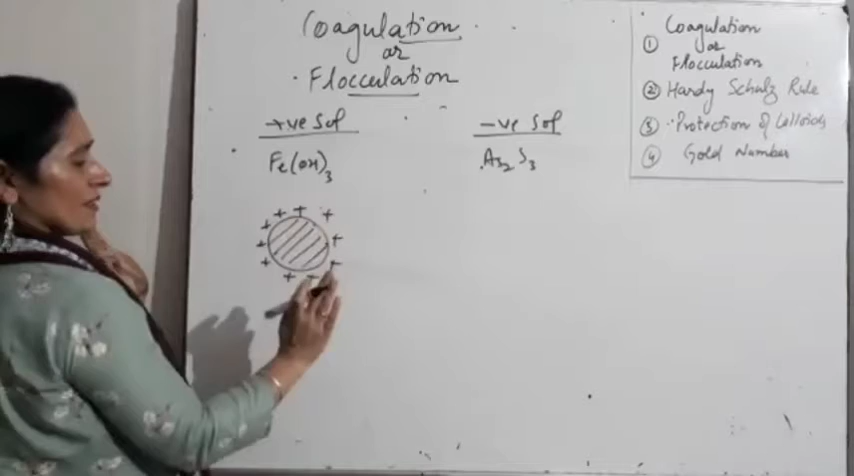 Coagulation
or
Flocculation
+ve Sol
-ve Sol
Fe(OH)3
As2S3
+ + + + + + + + + + +
① Coagulation
or
Flocculation
② Hardy Schulz Rule
③ Protection of Colloids
④ Gold Number